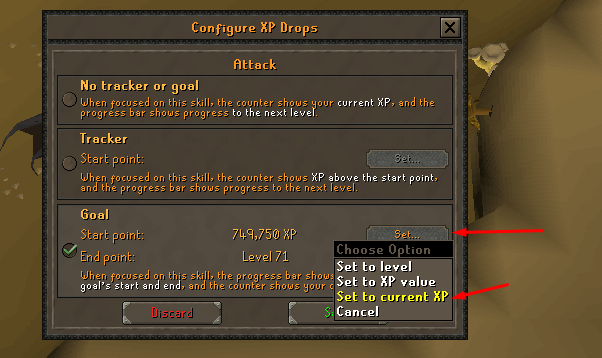 Configure XP Drops
Attack
No tracker or goal
When focused on this skill, the counter shows your current XP, and the
progress bar shows progress to the next level.
Tracker
Start point:
Set...
When focused on this skill, the counter shows XP above the start point,
and the progress bar shows progress to the next level.
Goal
Start point:
749,750 XP
Set...
End point:
Level 71
When focused on this skill, the progress bar
goal's start and end, and the counter shows your
Discard
Choose Option
Set to level
Set to XP value
Set to current XP
Cancel